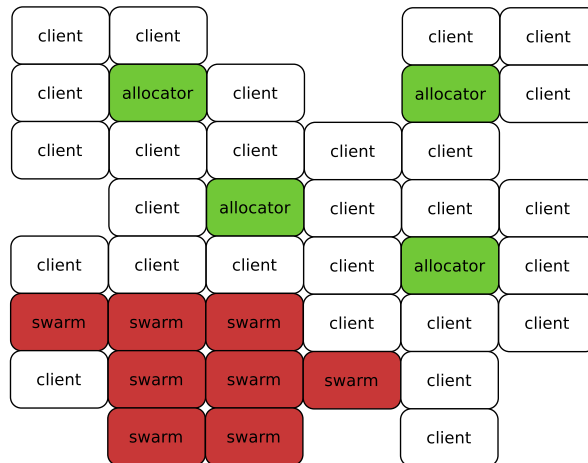 client client client client
client allocator client allocator client
client client client client client
client allocator client client client
client client client client allocator client
swarm swarm swarm client client client
client swarm swarm swarm client
swarm swarm client